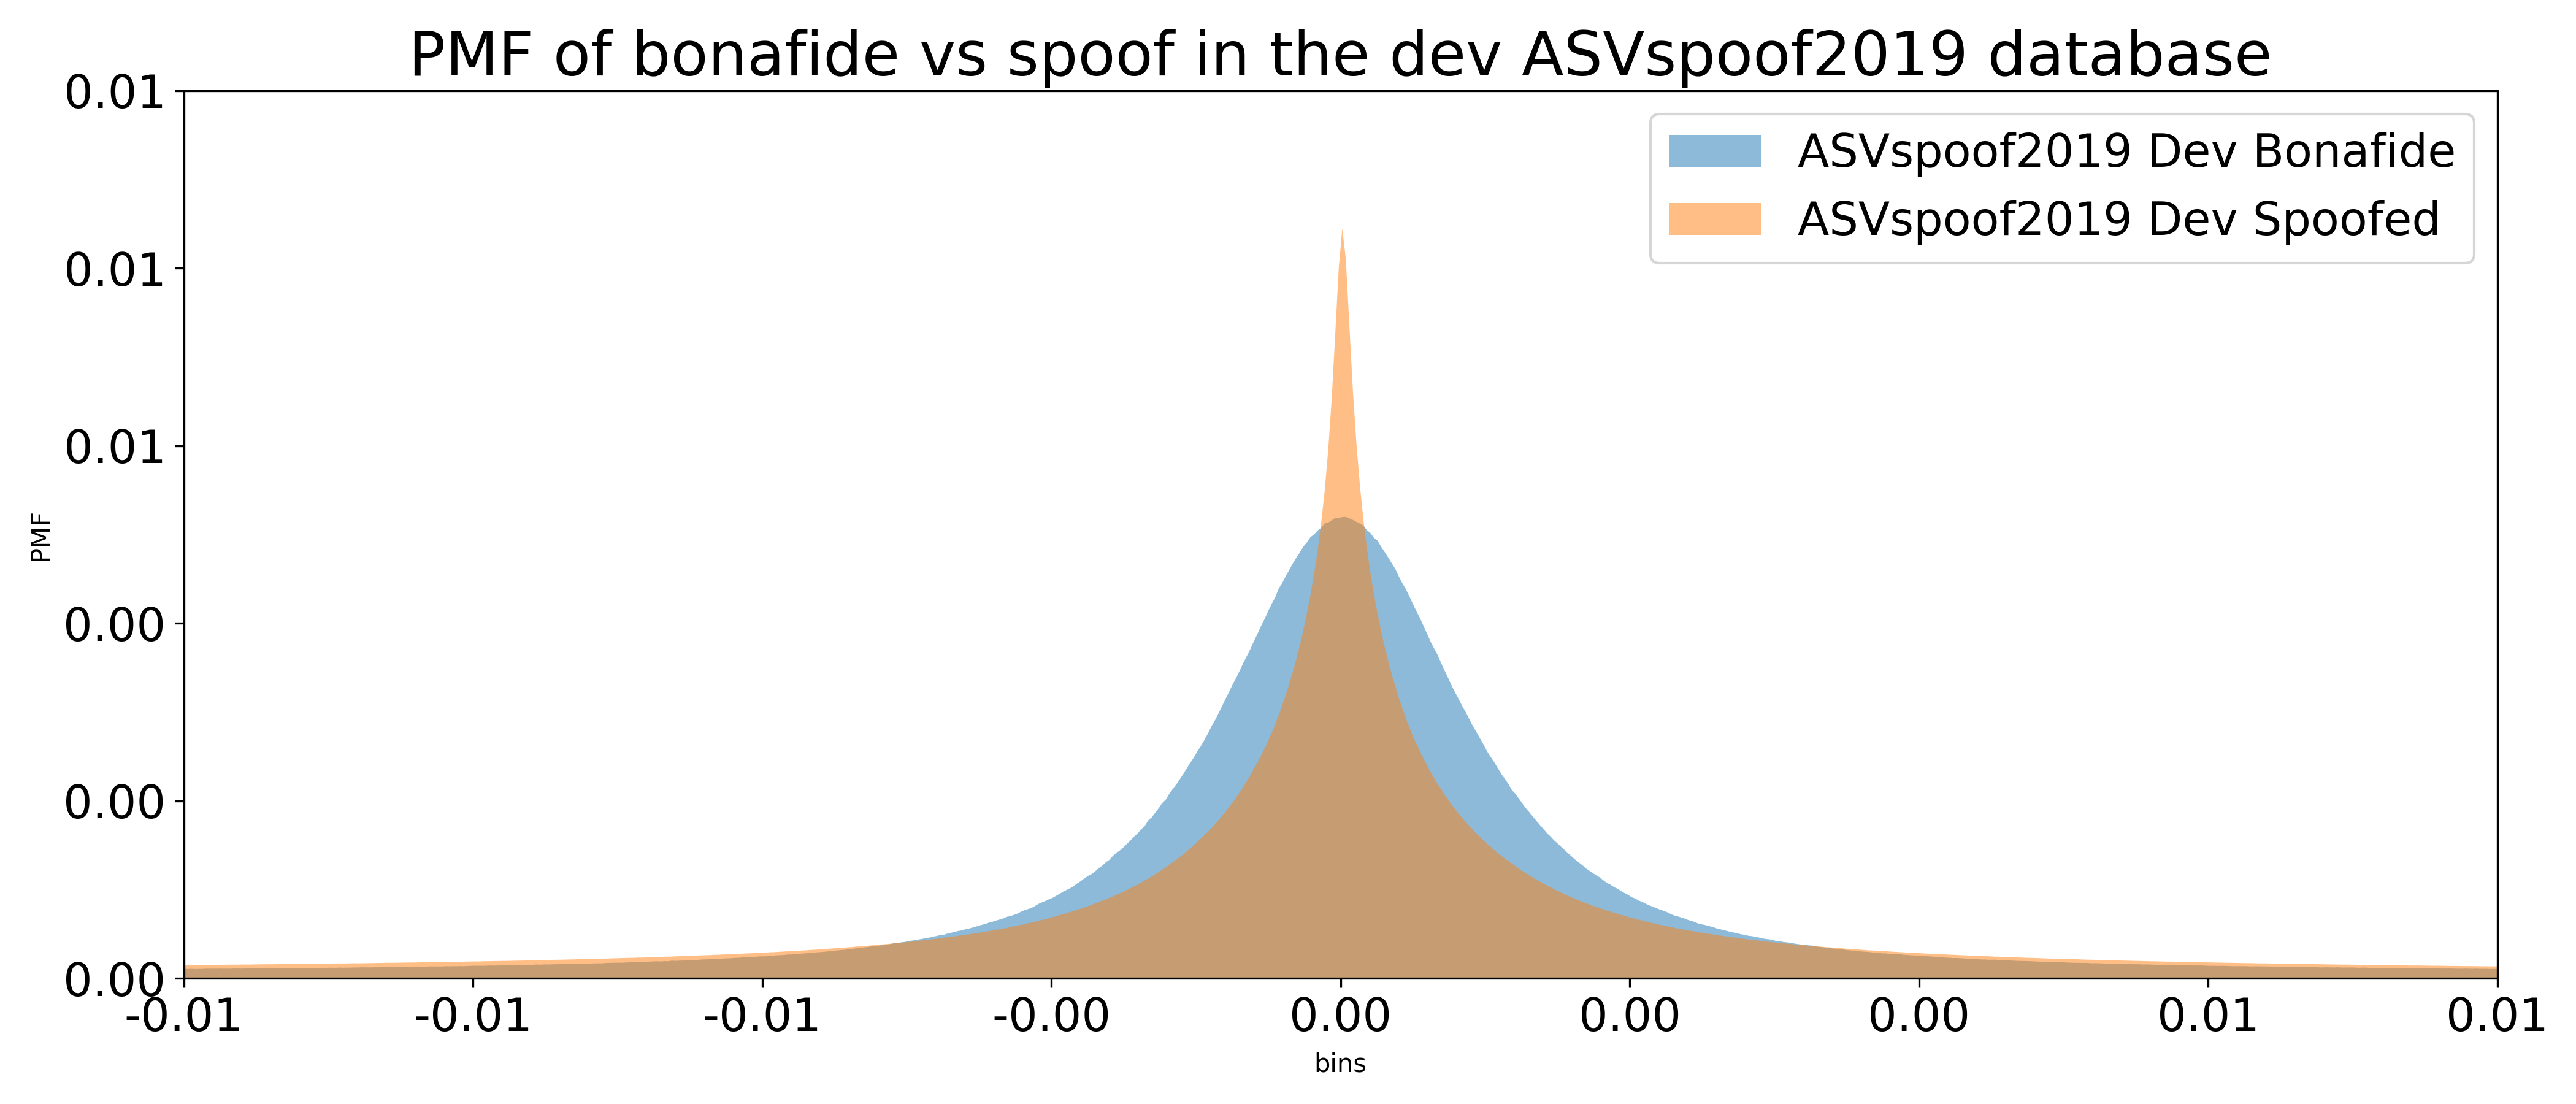 PMF of bonafide vs spoof in the dev ASVspoof2019 database
0.01
ASVspoof2019 Dev Bonafide
ASVspoof2019 Dev Spoofed
0.01
0.01
PMF
0.00
0.00
0.00
-0.01 -0.01 -0.01 -0.00 0.00 0.00 0.00 0.01 0.01
bins